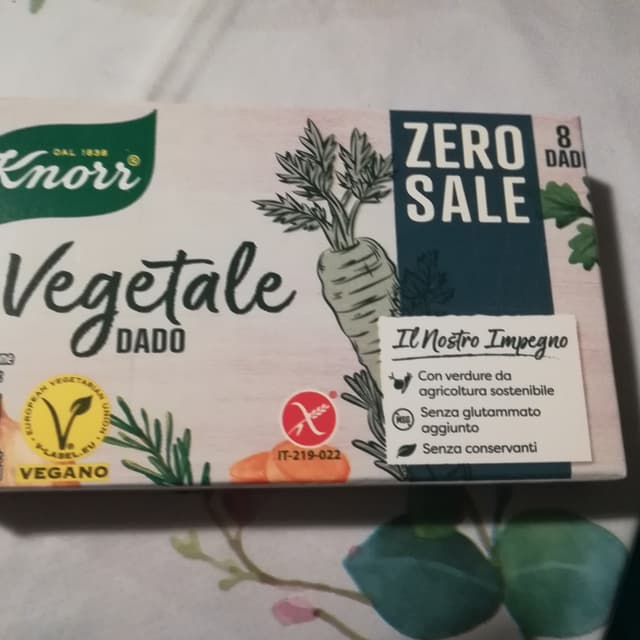 DAL 1838
Knorr®
Vegetale
DADO
ZERO
SALE
8
DADI
Il Nostro Impegno
Con verdure da
agricoltura sostenibile
MSG
Senza glutammato
aggiunto
Senza conservanti
EUROPEAN VEGETARIAN UNION
V-LABEL.EU
VEGANO
IT-219-022